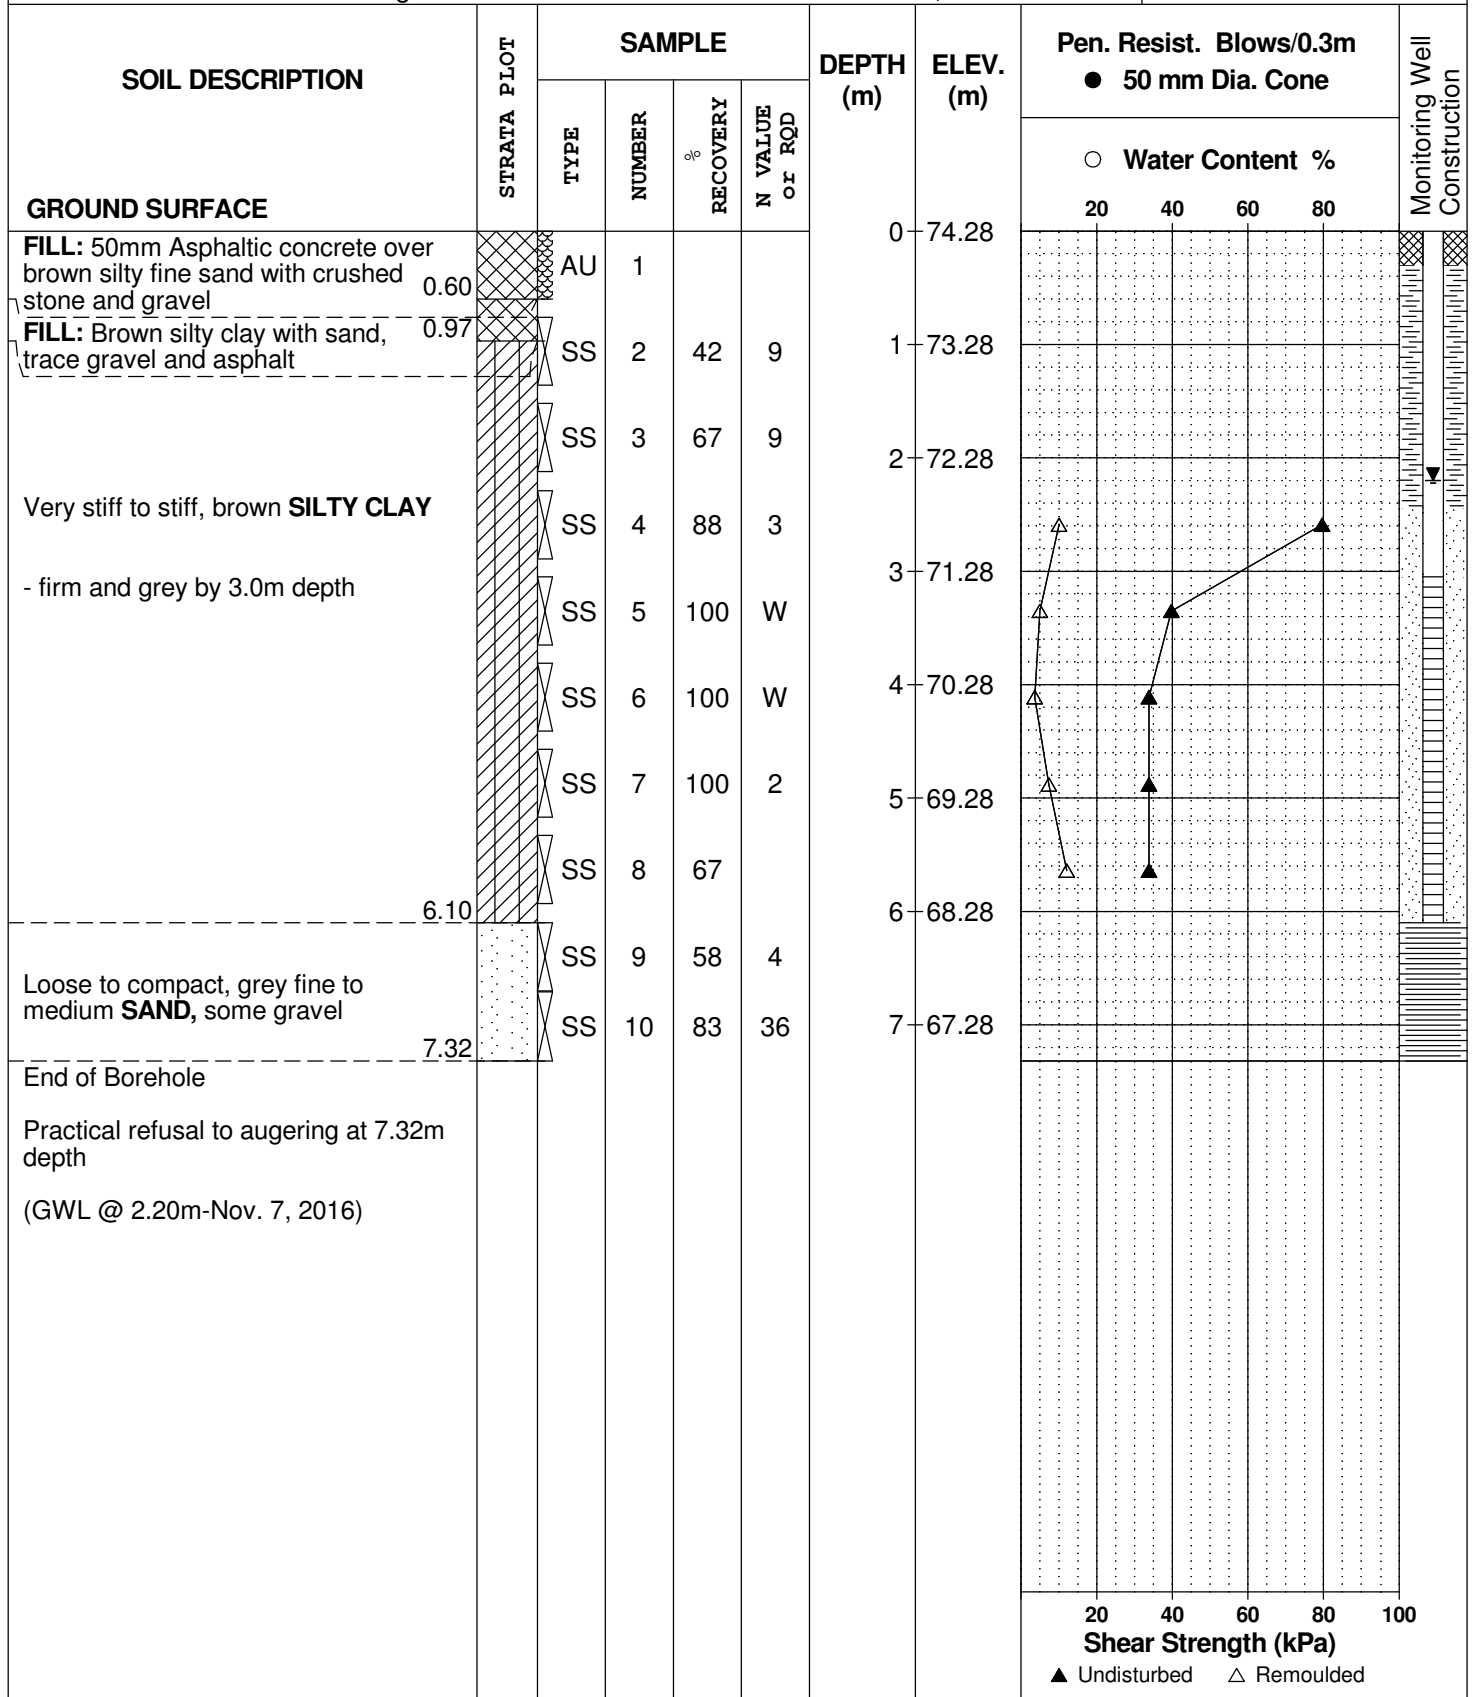 SOIL DESCRIPTION
GROUND SURFACE
STRATA PLOT
SAMPLE
TYPE
NUMBER
%
RECOVERY
N VALUE
or RQD
DEPTH
(m)
ELEV.
(m)
Pen. Resist. Blows/0.3m
● 50 mm Dia. Cone
○ Water Content %
20 40 60 80
Monitoring Well
Construction
0 74.28
FILL: 50mm Asphaltic concrete over
brown silty fine sand with crushed
stone and gravel 0.60
AU 1
FILL: Brown silty clay with sand, 0.97
trace gravel and asphalt
SS 2 42 9
1 73.28
SS 3 67 9
2 72.28
Very stiff to stiff, brown SILTY CLAY
SS 4 88 3
- firm and grey by 3.0m depth
3 71.28
SS 5 100 W
SS 6 100 W
4 70.28
SS 7 100 2
5 69.28
SS 8 67
6.10
6 68.28
SS 9 58 4
Loose to compact, grey fine to
medium SAND, some gravel
SS 10 83 36
7 67.28
7.32
End of Borehole
Practical refusal to augering at 7.32m
depth
(GWL @ 2.20m-Nov. 7, 2016)
20 40 60 80 100
Shear Strength (kPa)
▲ Undisturbed △ Remoulded